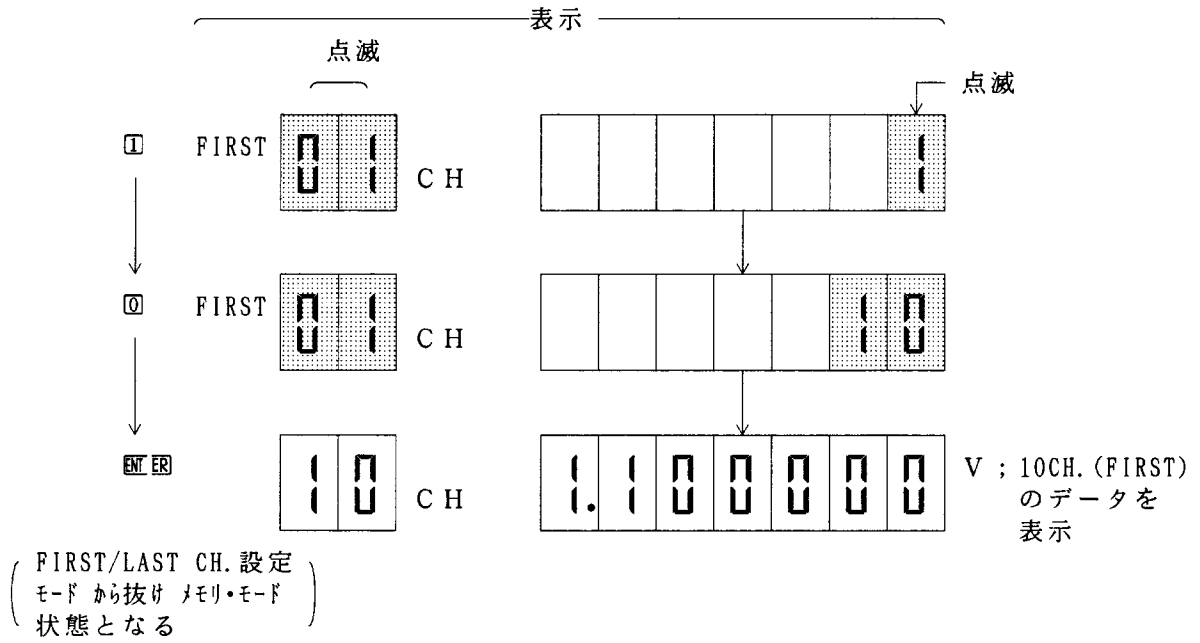 表示
点滅
点滅
1 FIRST 01 CH 1
0 FIRST 01 CH 10
ENTER 10 CH 1.100000 V ; 10CH.(FIRST)
のデータを
表示
FIRST/LAST CH.設定
モード から抜け メモリ・モード
状態となる